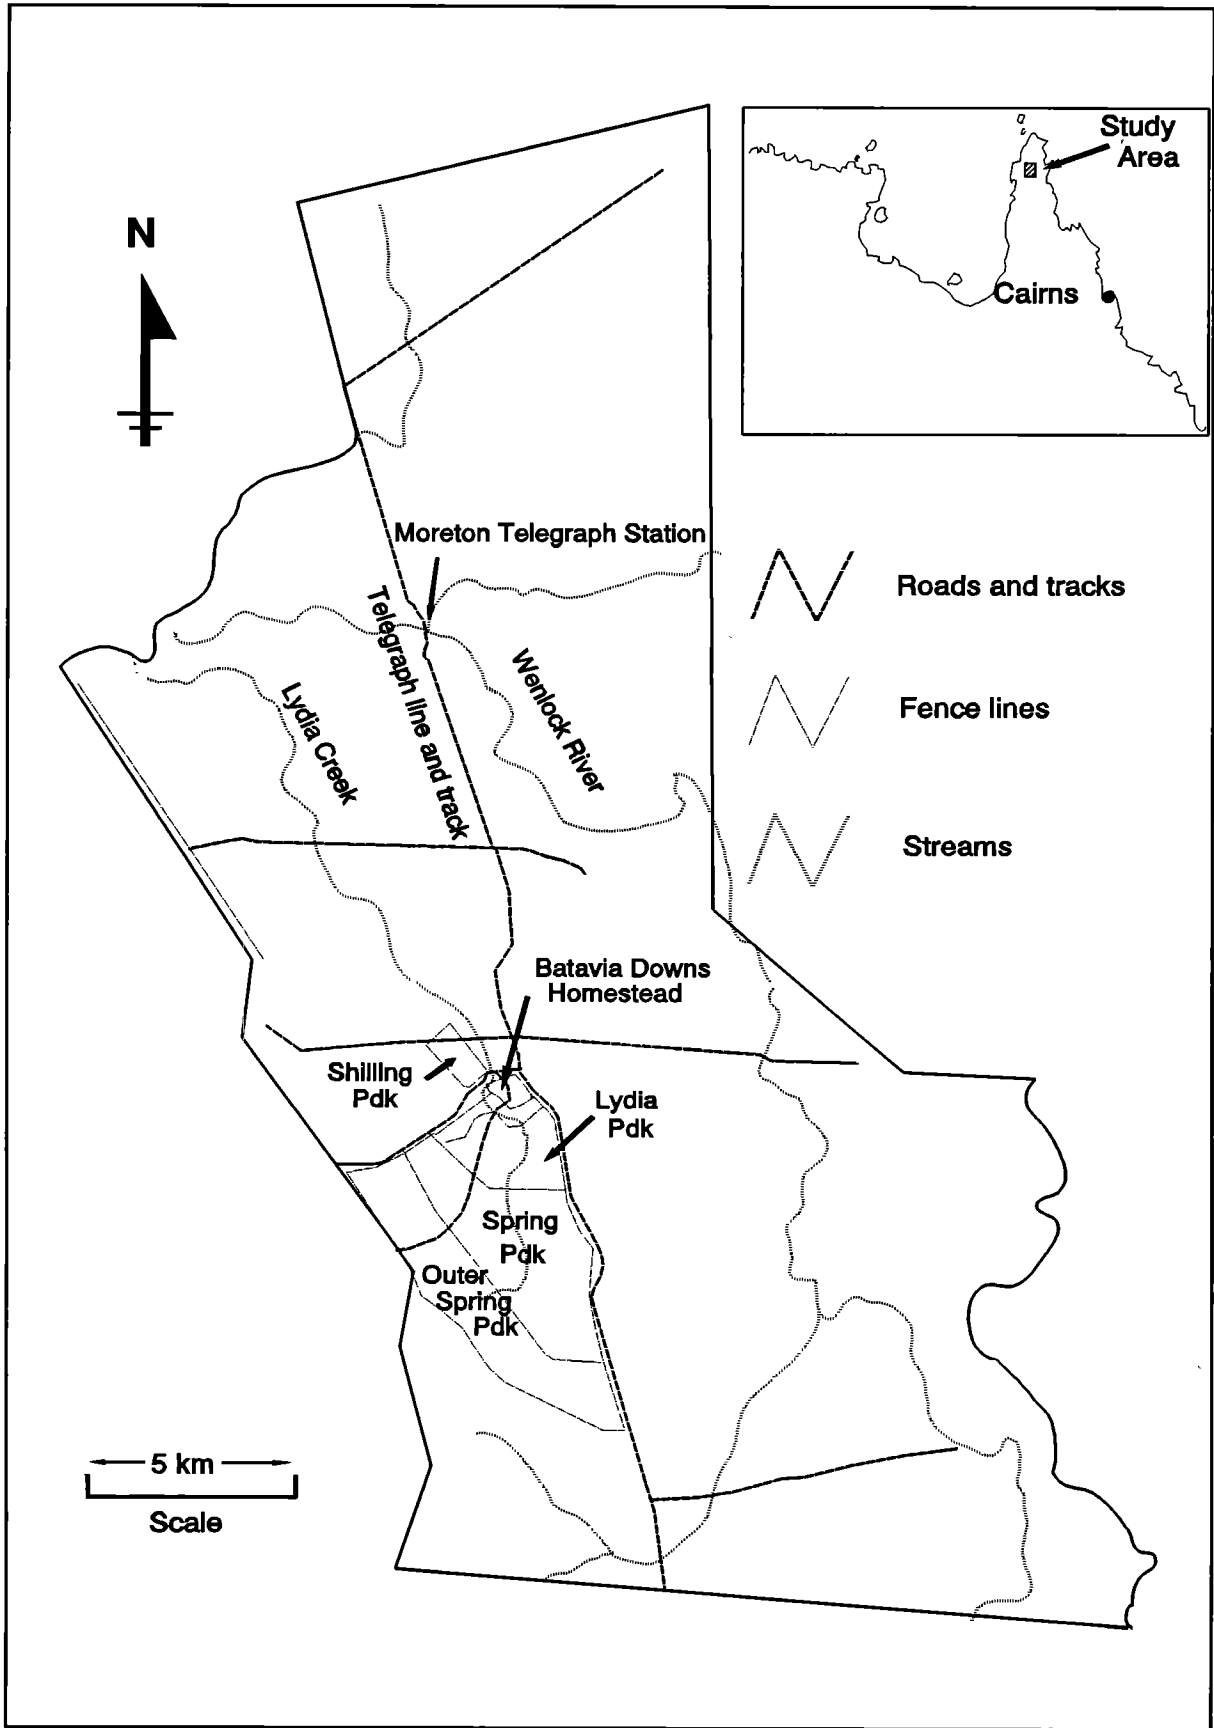 Study
Area
N
Cairns
Moreton Telegraph Station
Roads and tracks
Telegraph line and track
Wenlock River
Lydia Creek
Fence lines
Streams
Batavia Downs
Homestead
Shilling
Pdk
Lydia
Pdk
Spring
Pdk
Outer
Spring
Pdk
5 km
Scale